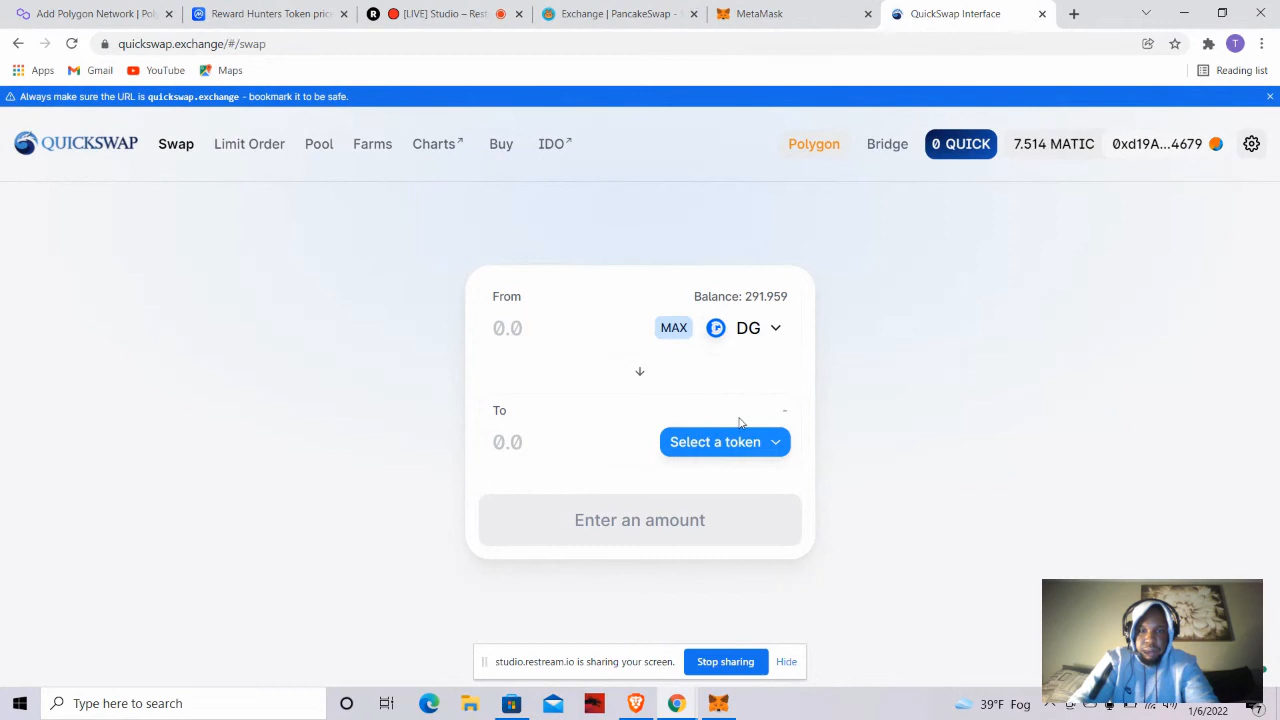 Add Polygon Network | Pol
Reward Hunters Token price
[LIVE] Studio – Rest
Exchange | PancakeSwap -
MetaMask
QuickSwap Interface
quickswap.exchange/#/swap
T
Apps
Gmail
YouTube
Maps
Reading list
Always make sure the URL is quickswap.exchange - bookmark it to be safe.
QUICKSWAP
Swap
Limit Order
Pool
Farms
Charts↗
Buy
IDO↗
Polygon
Bridge
0 QUICK
7.514 MATIC
0xd19A...4679
From
Balance: 291.959
0.0
MAX
DG
To
-
0.0
Select a token
Enter an amount
studio.restream.io is sharing your screen.
Stop sharing
Hide
Type here to search
39°F Fog
1/6/2022